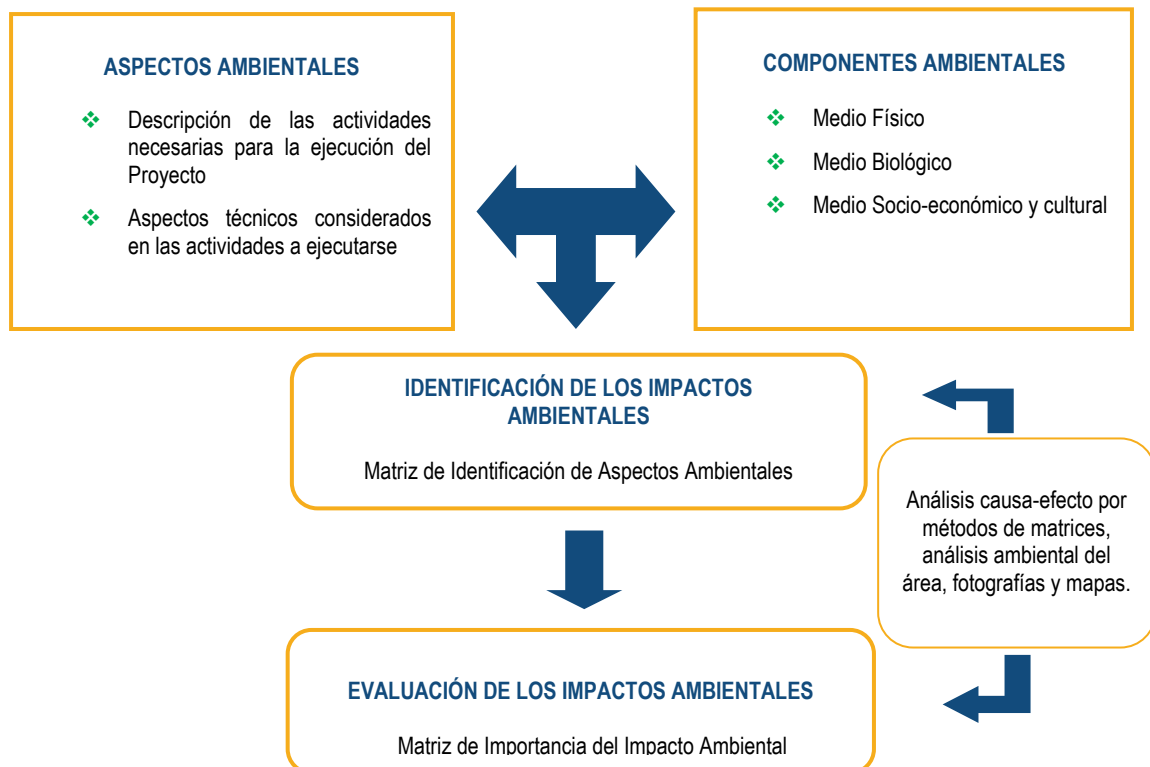 ASPECTOS AMBIENTALES
Descripción de las actividades
necesarias para la ejecución del
Proyecto
Aspectos técnicos considerados
en las actividades a ejecutarse
COMPONENTES AMBIENTALES
Medio Físico
Medio Biológico
Medio Socio-económico y cultural
IDENTIFICACIÓN DE LOS IMPACTOS
AMBIENTALES
Matriz de Identificación de Aspectos Ambientales
Análisis causa-efecto por
métodos de matrices,
análisis ambiental del
área, fotografías y mapas.
EVALUACIÓN DE LOS IMPACTOS AMBIENTALES
Matriz de Importancia del Impacto Ambiental